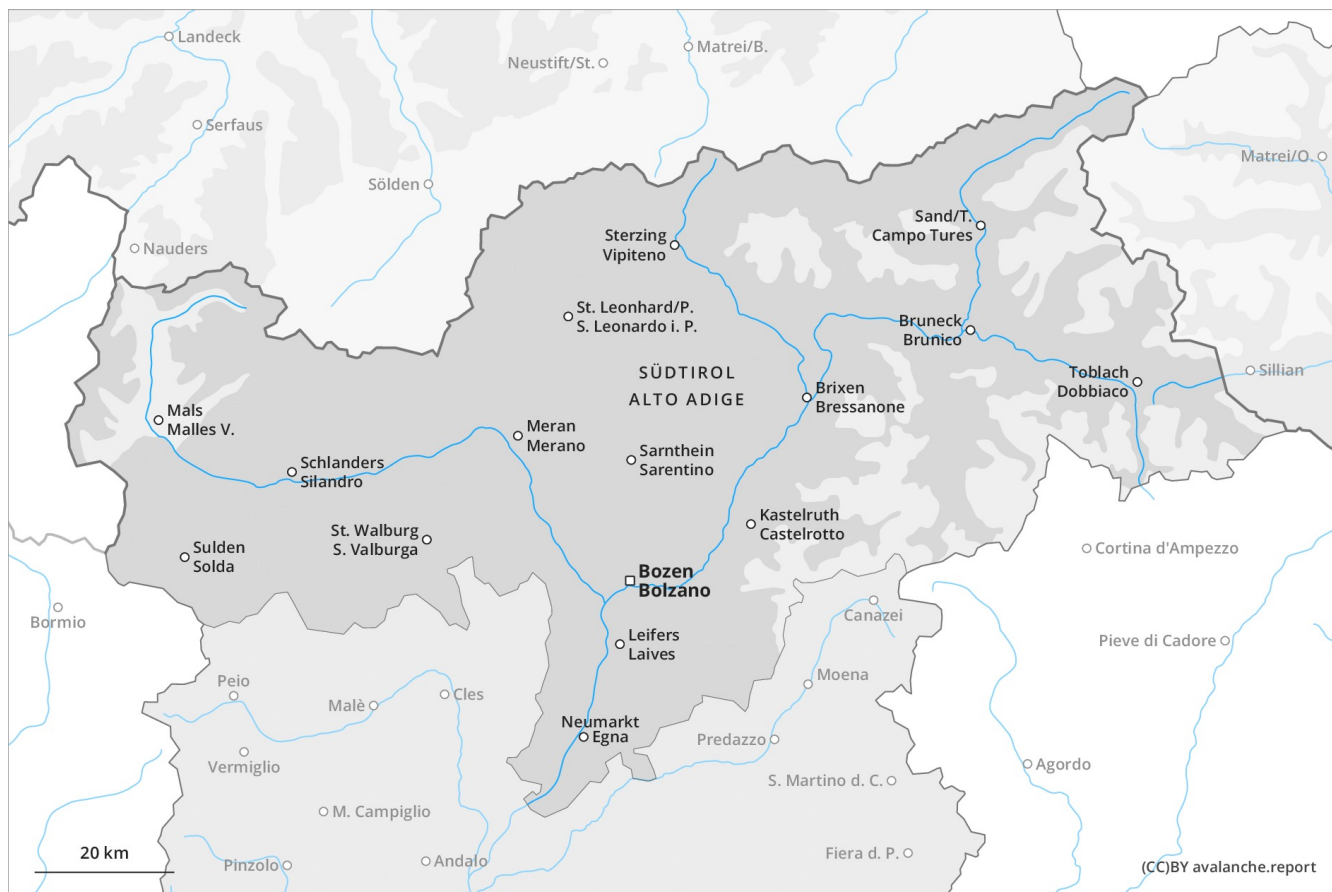 Landeck
Matrei/B.
Neustift/St.
Serfaus
Matrei/O.
Sölden
Sand/T.
Campo Tures
Sterzing
Vipiteno
Nauders
St. Leonhard/P.
S. Leonardo i. P.
Bruneck
Brunico
SÜDTIROL
ALTO ADIGE
Toblach
Dobbiaco
Sillian
Brixen
Bressanone
Mals
Malles V.
Meran
Merano
Sarnthein
Sarentino
Schlanders
Silandro
Kastelruth
Castelrotto
St. Walburg
S. Valburga
Sulden
Solda
Cortina d'Ampezzo
Bozen
Bolzano
Bormio
Canazei
Leifers
Laives
Pieve di Cadore
Peio
Moena
Cles
Malè
Neumarkt
Egna
Predazzo
Vermiglio
Agordo
S. Martino d. C.
M. Campiglio
20 km
Pinzolo
Andalo
Fiera d. P.
(CC)BY avalanche.report